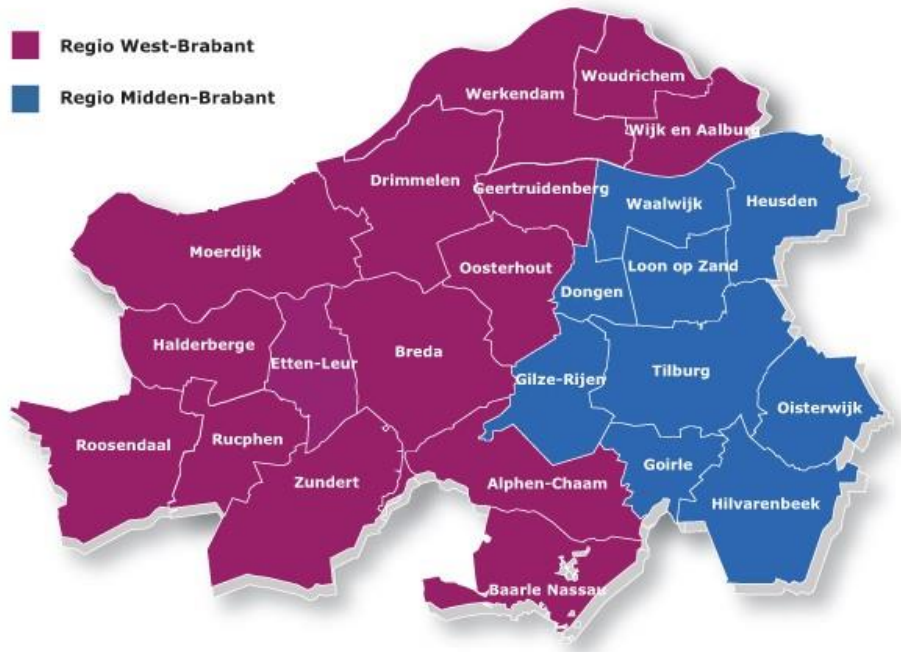 Regio West-Brabant
Regio Midden-Brabant
Woudrichem
Werkendam
Wijk en Aalburg
Drimmelen
Geertruidenberg
Waalwijk
Heusden
Moerdijk
Oosterhout
Loon op Zand
Dongen
Halderberge
Etten-Leur
Breda
Gilze-Rijen
Tilburg
Oisterwijk
Roosendaal
Rucphen
Zundert
Alphen-Chaam
Goirle
Hilvarenbeek
Baarle Nassau